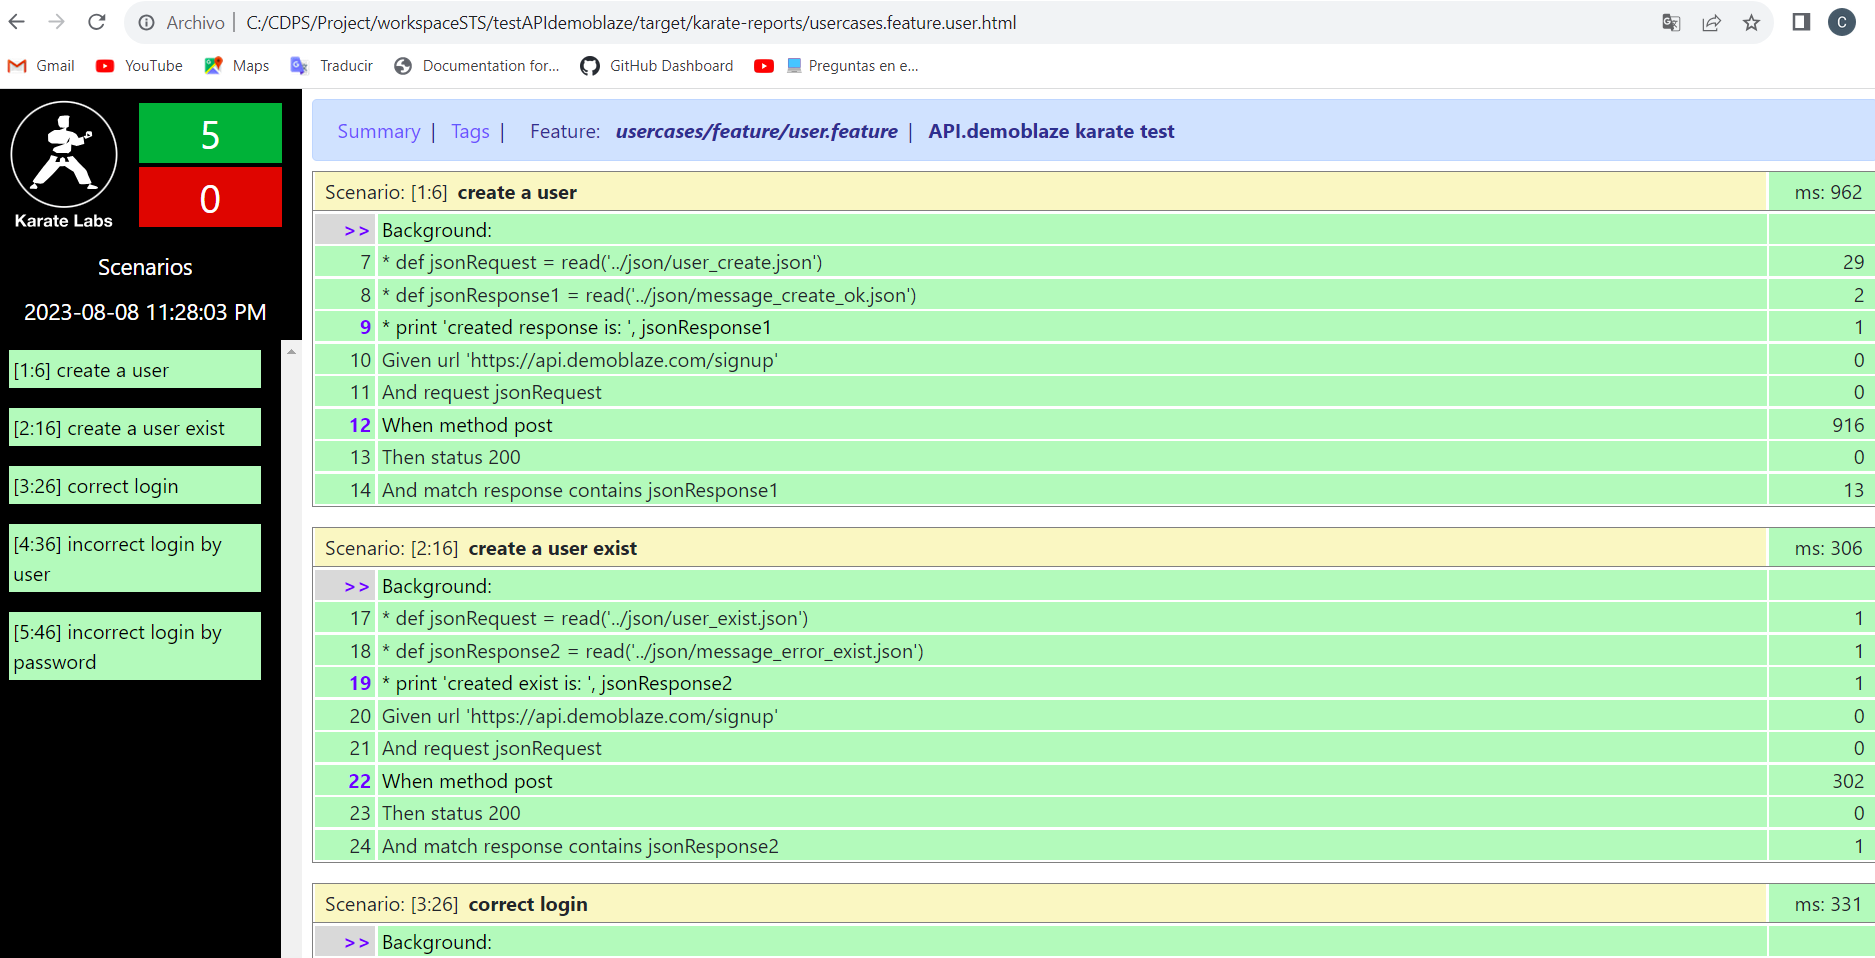 Archivo | C:/CDPS/Project/workspaceSTS/testAPIdemoblaze/target/karate-reports/usercases.feature.user.html
C
Gmail YouTube Maps Traducir Documentation for... GitHub Dashboard Preguntas en e...
5
0
Karate Labs
Scenarios
2023-08-08 11:28:03 PM
[1:6] create a user
[2:16] create a user exist
[3:26] correct login
[4:36] incorrect login by
user
[5:46] incorrect login by
password
Summary | Tags | Feature: usercases/feature/user.feature | API.demoblaze karate test
Scenario: [1:6] create a user ms: 962
>> Background:
7 * def jsonRequest = read('../json/user_create.json') 29
8 * def jsonResponse1 = read('../json/message_create_ok.json') 2
9 * print 'created response is: ', jsonResponse1 1
10 Given url 'https://api.demoblaze.com/signup' 0
11 And request jsonRequest 0
12 When method post 916
13 Then status 200 0
14 And match response contains jsonResponse1 13
Scenario: [2:16] create a user exist ms: 306
>> Background:
17 * def jsonRequest = read('../json/user_exist.json') 1
18 * def jsonResponse2 = read('../json/message_error_exist.json') 1
19 * print 'created exist is: ', jsonResponse2 1
20 Given url 'https://api.demoblaze.com/signup' 0
21 And request jsonRequest 0
22 When method post 302
23 Then status 200 0
24 And match response contains jsonResponse2 1
Scenario: [3:26] correct login ms: 331
>> Background: